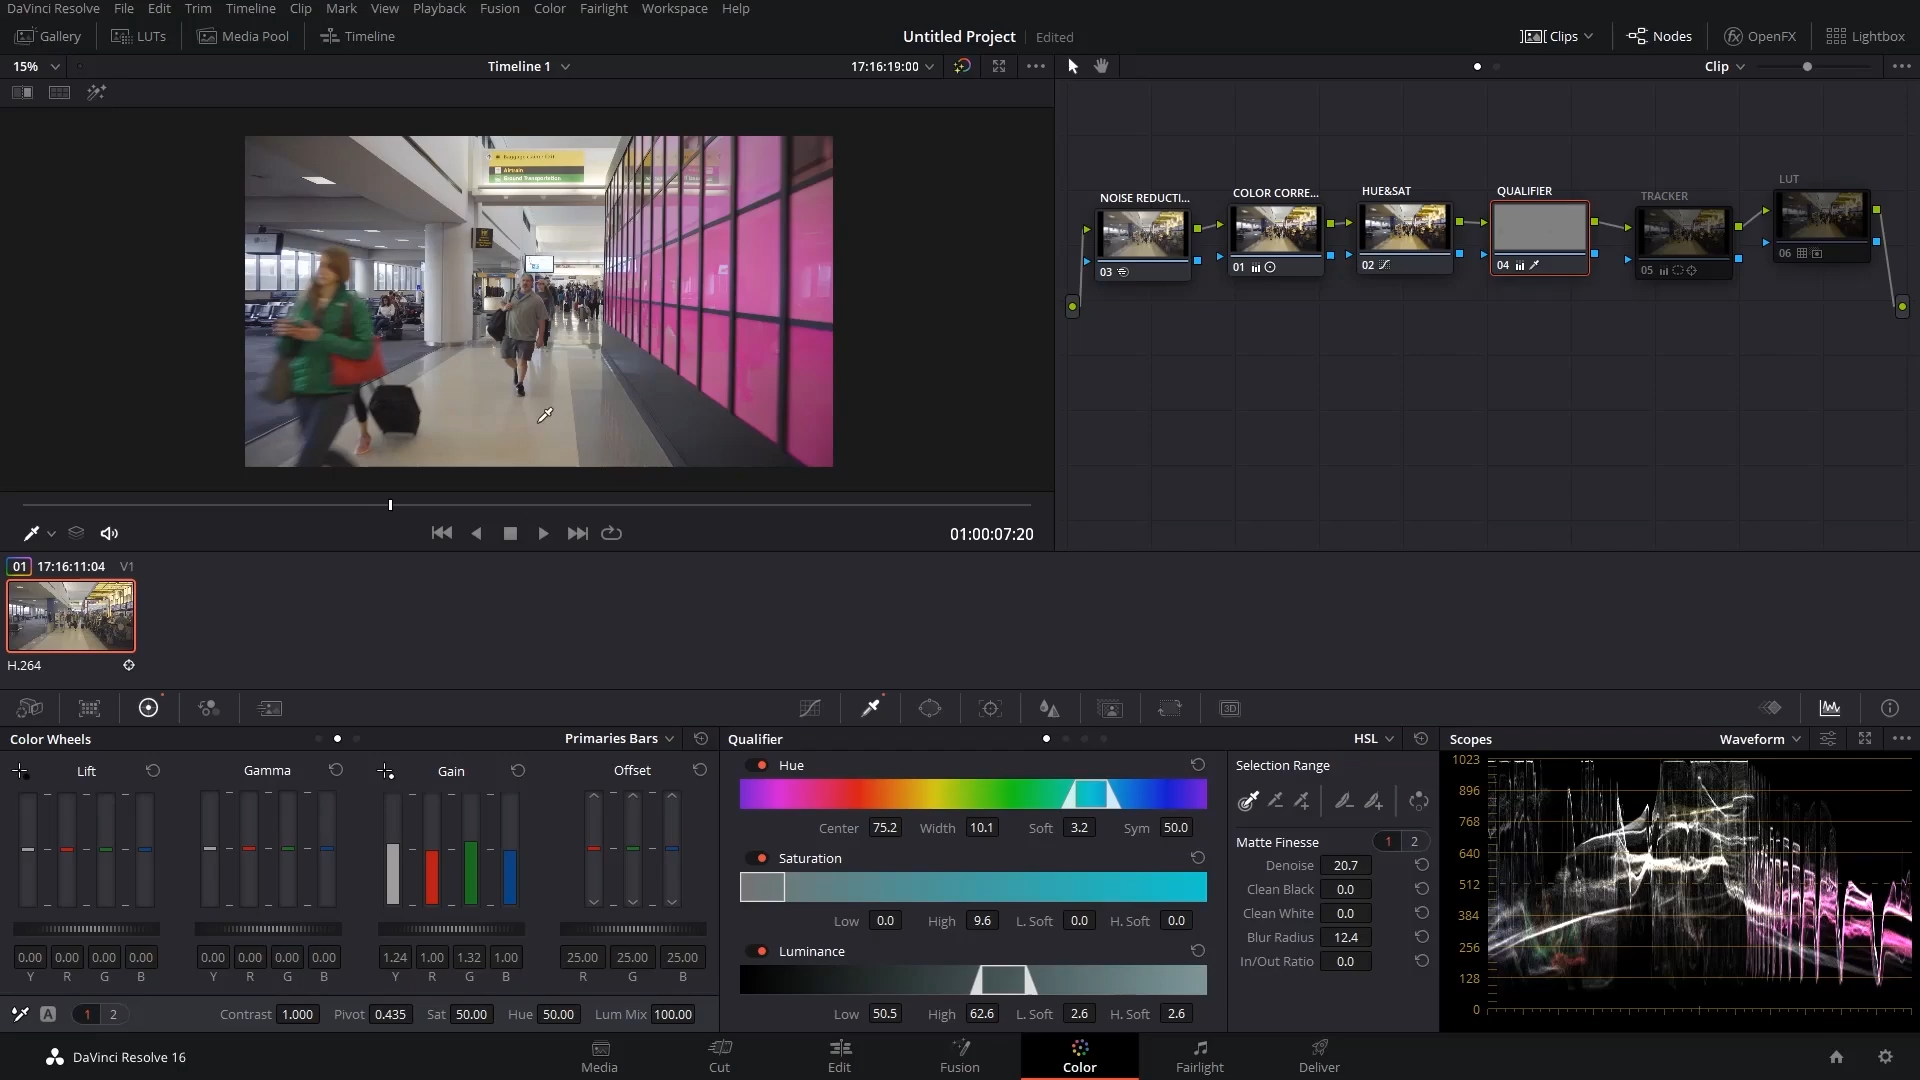 DaVinci Resolve File Edit Trim Timeline Clip Mark View Playback Fusion Color Fairlight Workspace Help
Gallery LUTs Media Pool Timeline Untitled Project Edited Clips Nodes OpenFX Lightbox
15% Timeline 1 17:16:19:00 Clip
Baggage claim Exit
Airtrain
Ground Transportation
NOISE REDUCTI... COLOR CORRE... HUE&SAT QUALIFIER TRACKER LUT
03 01 02 04 05 06
01:00:07:20
01 17:16:11:04 V1
H.264
Color Wheels Primaries Bars
Lift Gamma Gain Offset
0.00 0.00 0.00 0.00 0.00 0.00 0.00 0.00 1.24 1.00 1.32 1.00 25.00 25.00 25.00
Y R G B Y R G B Y R G B R G B
A 1 2 Contrast 1.000 Pivot 0.435 Sat 50.00 Hue 50.00 Lum Mix 100.00
Qualifier HSL
Hue
Center 75.2 Width 10.1 Soft 3.2 Sym 50.0
Saturation
Low 0.0 High 9.6 L. Soft 0.0 H. Soft 0.0
Luminance
Low 50.5 High 62.6 L. Soft 2.6 H. Soft 2.6
Selection Range
Matte Finesse 1 2
Denoise 20.7
Clean Black 0.0
Clean White 0.0
Blur Radius 12.4
In/Out Ratio 0.0
Scopes Waveform
1023
896
768
640
512
384
256
128
0
DaVinci Resolve 16 Media Cut Edit Fusion Color Fairlight Deliver